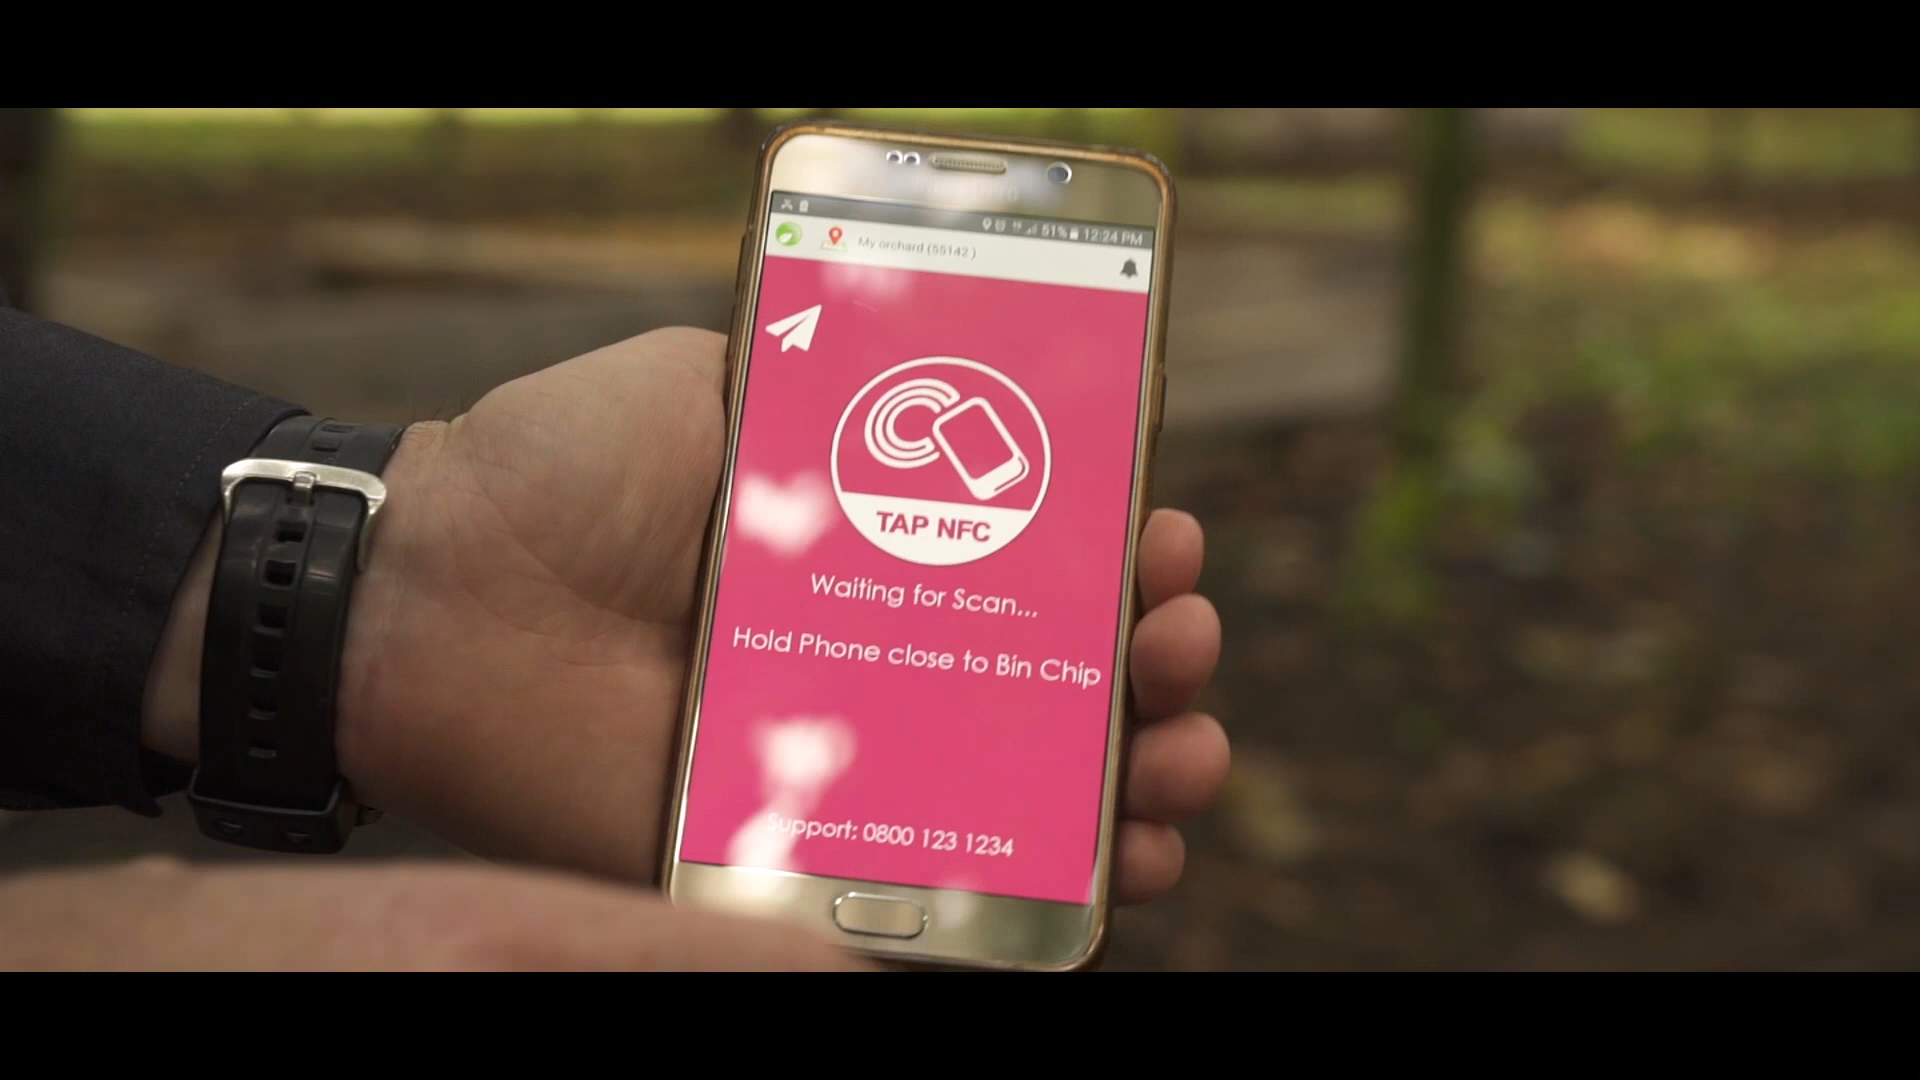 51% 12:24 PM
My orchard (55142 )
TAP NFC
Waiting for Scan...
Hold Phone close to Bin Chip
Support: 0800 123 1234